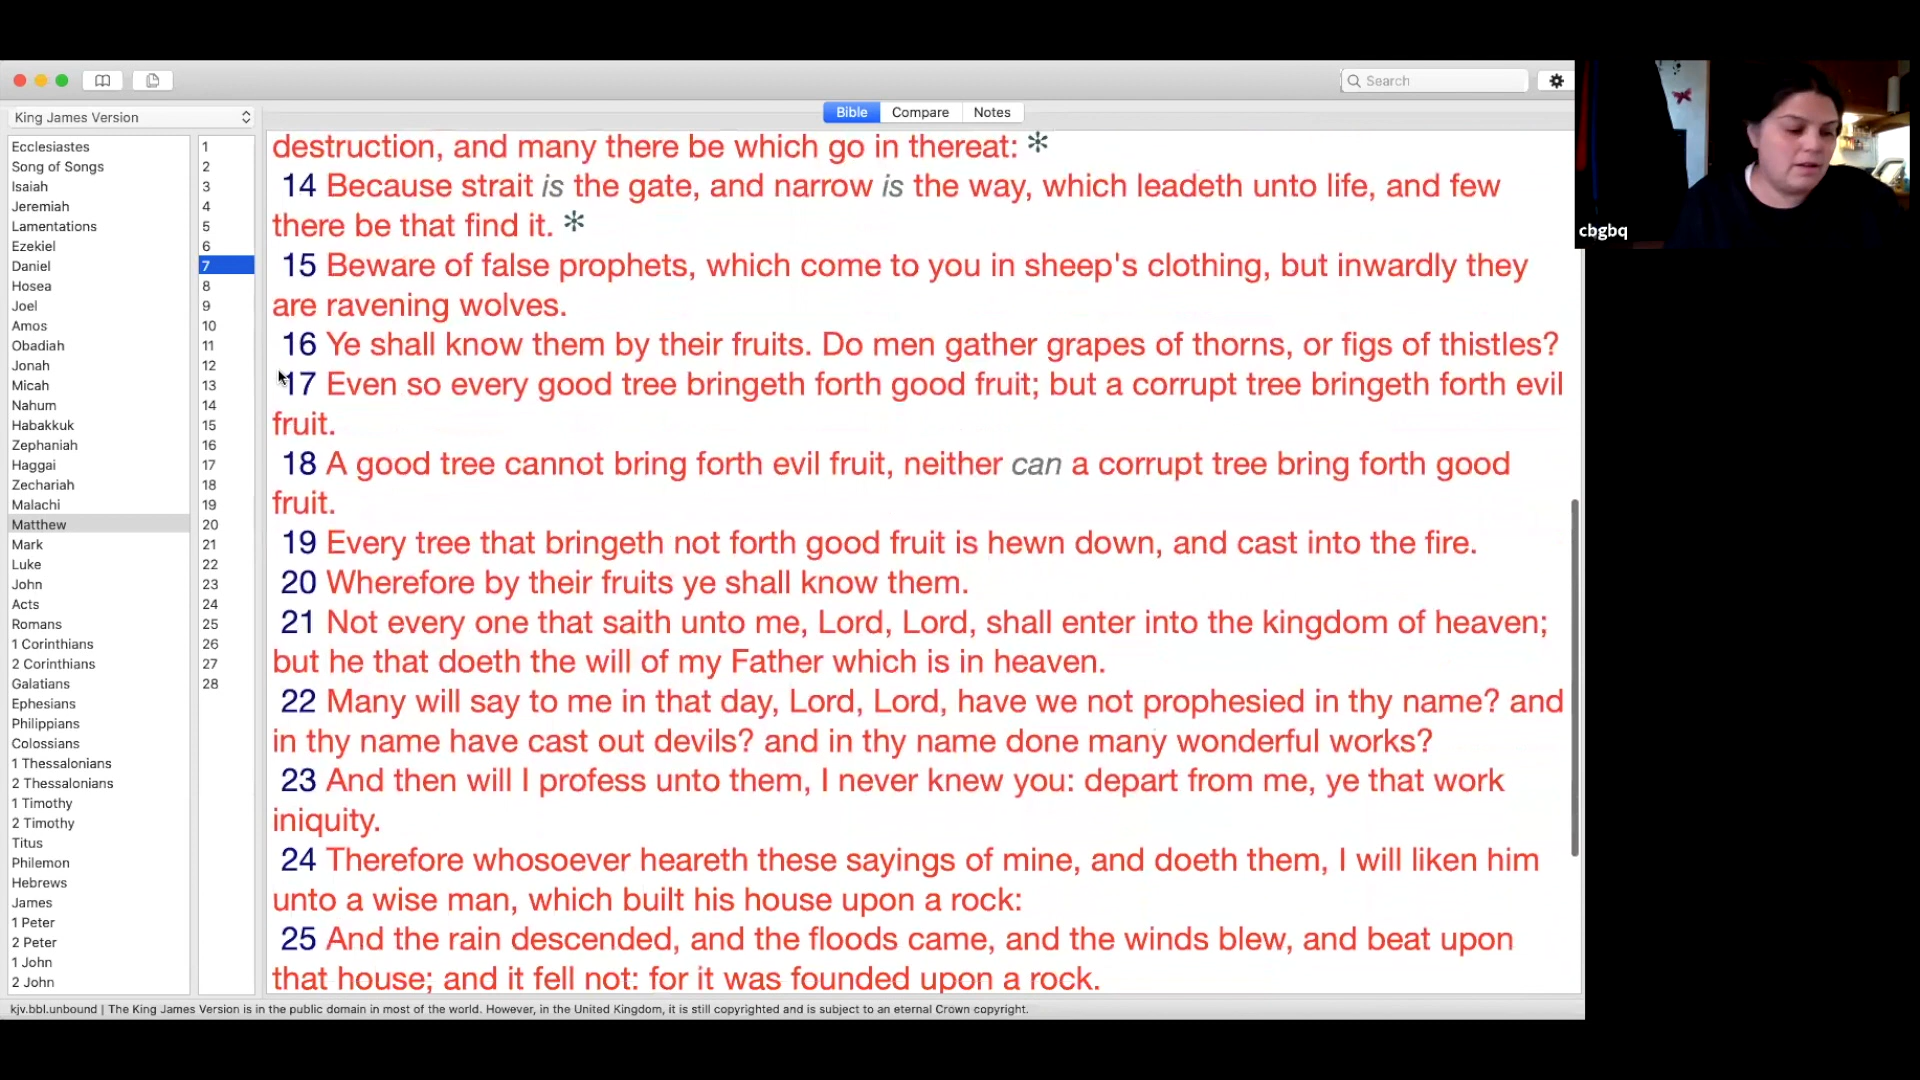 Search
King James Version
Bible
Compare
Notes
Ecclesiastes
Song of Songs
Isaiah
Jeremiah
Lamentations
Ezekiel
Daniel
Hosea
Joel
Amos
Obadiah
Jonah
Micah
Nahum
Habakkuk
Zephaniah
Haggai
Zechariah
Malachi
Matthew
Mark
Luke
John
Acts
Romans
1 Corinthians
2 Corinthians
Galatians
Ephesians
Philippians
Colossians
1 Thessalonians
2 Thessalonians
1 Timothy
2 Timothy
Titus
Philemon
Hebrews
James
1 Peter
2 Peter
1 John
2 John
1
2
3
4
5
6
7
8
9
10
11
12
13
14
15
16
17
18
19
20
21
22
23
24
25
26
27
28
destruction, and many there be which go in thereat: *
14 Because strait is the gate, and narrow is the way, which leadeth unto life, and few
there be that find it. *
15 Beware of false prophets, which come to you in sheep's clothing, but inwardly they
are ravening wolves.
16 Ye shall know them by their fruits. Do men gather grapes of thorns, or figs of thistles?
17 Even so every good tree bringeth forth good fruit; but a corrupt tree bringeth forth evil
fruit.
18 A good tree cannot bring forth evil fruit, neither can a corrupt tree bring forth good
fruit.
19 Every tree that bringeth not forth good fruit is hewn down, and cast into the fire.
20 Wherefore by their fruits ye shall know them.
21 Not every one that saith unto me, Lord, Lord, shall enter into the kingdom of heaven;
but he that doeth the will of my Father which is in heaven.
22 Many will say to me in that day, Lord, Lord, have we not prophesied in thy name? and
in thy name have cast out devils? and in thy name done many wonderful works?
23 And then will I profess unto them, I never knew you: depart from me, ye that work
iniquity.
24 Therefore whosoever heareth these sayings of mine, and doeth them, I will liken him
unto a wise man, which built his house upon a rock:
25 And the rain descended, and the floods came, and the winds blew, and beat upon
that house; and it fell not: for it was founded upon a rock.
kjv.bbl.unbound | The King James Version is in the public domain in most of the world. However, in the United Kingdom, it is still copyrighted and is subject to an eternal Crown copyright.
cbgbq